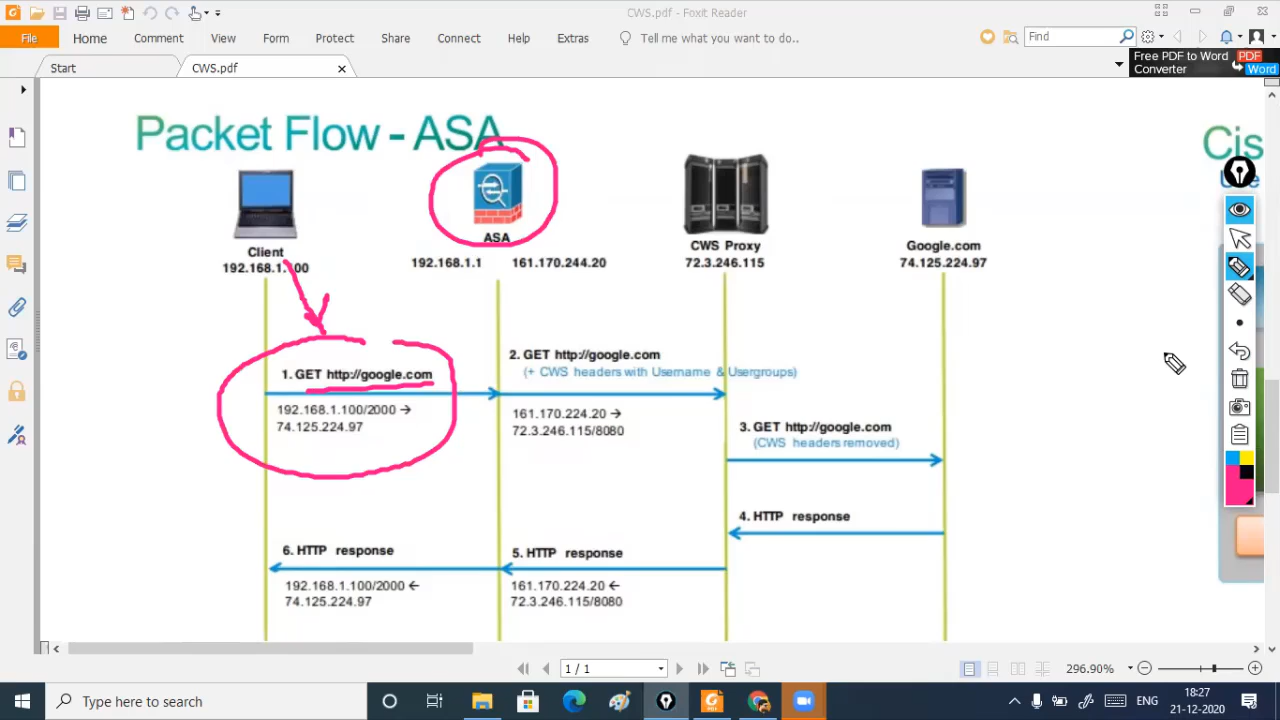 CWS.pdf - Foxit Reader
File Home Comment View Form Protect Share Connect Help Extras Tell me what you want to do.. Find
Start CWS.pdf
Free PDF to Word Converter PDF Word
Packet Flow - ASA
Cis
Client
192.168.1.100
ASA
192.168.1.1 161.170.244.20
CWS Proxy
72.3.246.115
Google.com
74.125.224.97
1. GET http://google.com
192.168.1.100/2000 →
74.125.224.97
2. GET http://google.com
(+ CWS headers with Username & Usergroups)
161.170.224.20 →
72.3.246.115/8080
3. GET http://google.com
(CWS headers removed)
4. HTTP response
5. HTTP response
161.170.224.20 ←
72.3.246.115/8080
6. HTTP response
192.168.1.100/2000 ←
74.125.224.97
1 / 1
296.90%
Type here to search
ENG
18:27
21-12-2020